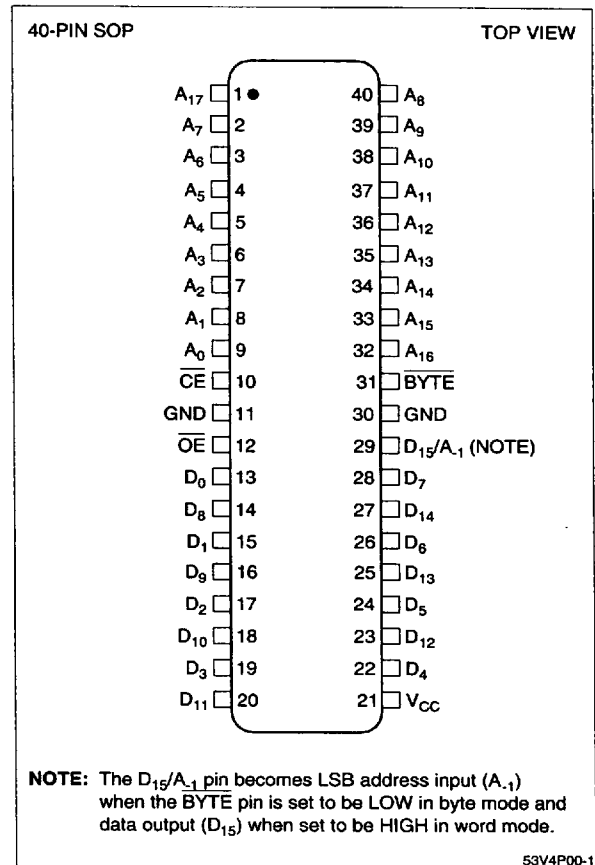 40-PIN SOP TOP VIEW
A17 1 ● 40 A8
A7 2 39 A9
A6 3 38 A10
A5 4 37 A11
A4 5 36 A12
A3 6 35 A13
A2 7 34 A14
A1 8 33 A15
A0 9 32 A16
C̅E̅ 10 31 B̅Y̅T̅E̅
GND 11 30 GND
O̅E̅ 12 29 D15/A-1 (NOTE)
D0 13 28 D7
D8 14 27 D14
D1 15 26 D6
D9 16 25 D13
D2 17 24 D5
D10 18 23 D12
D3 19 22 D4
D11 20 21 VCC
NOTE: The D15/A-1 pin becomes LSB address input (A-1)
when the B̅Y̅T̅E̅ pin is set to be LOW in byte mode and
data output (D15) when set to be HIGH in word mode.
53V4P00-1